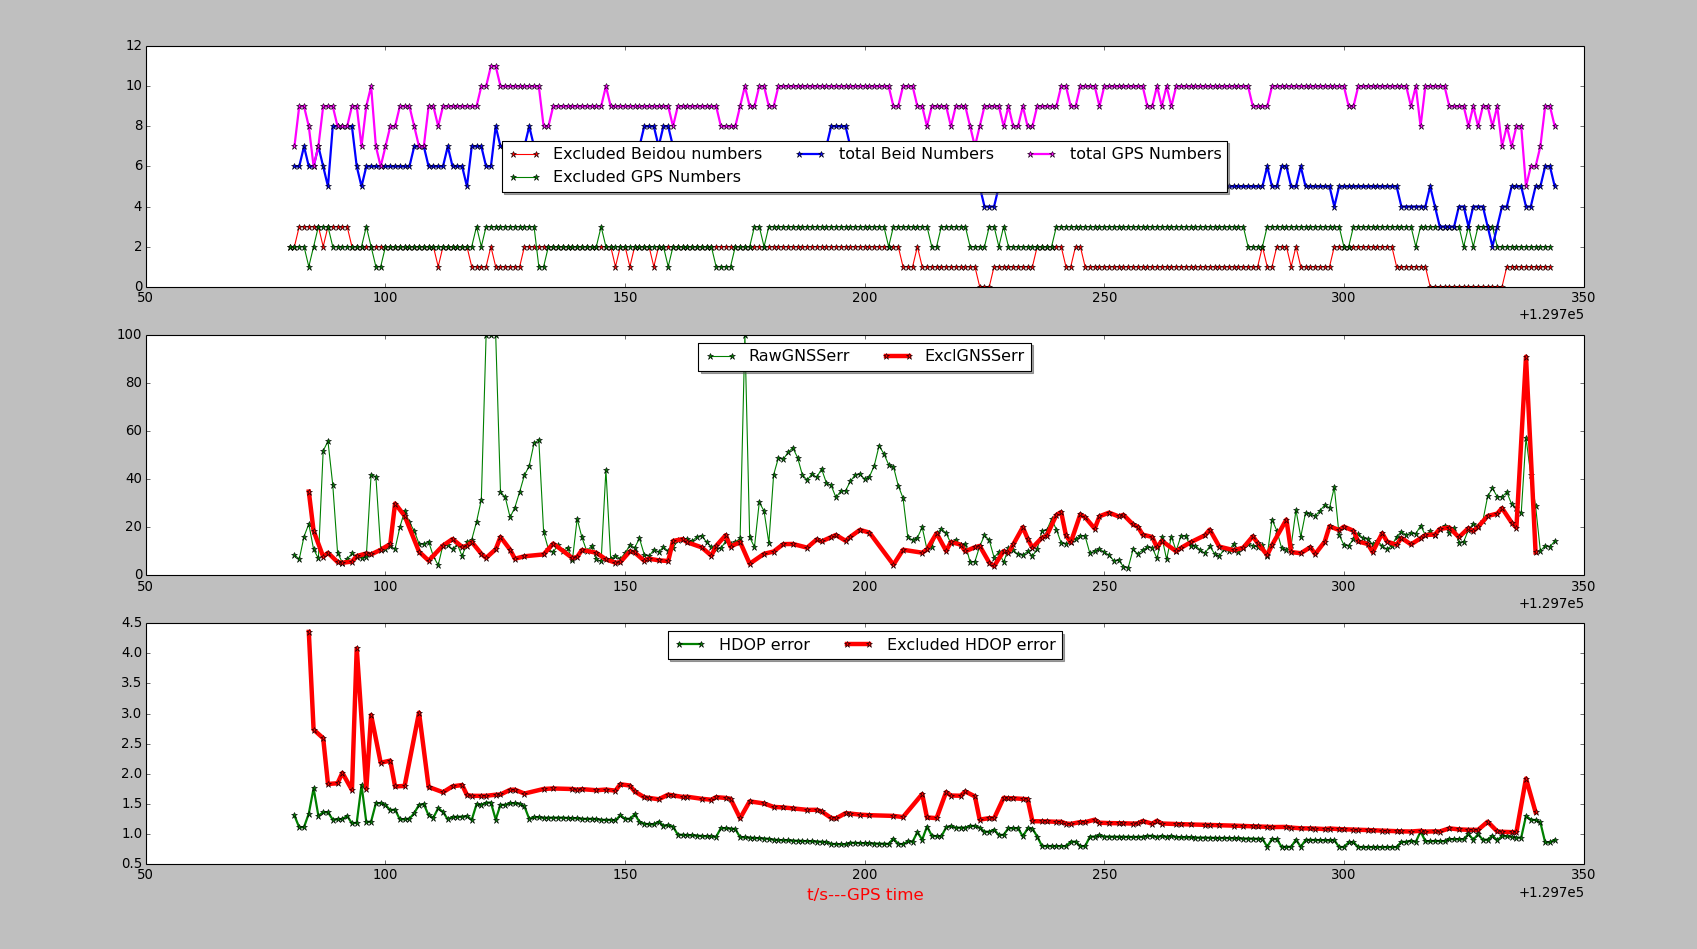 12
10
8
6
4
2
0
Excluded Beidou numbers total Beid Numbers total GPS Numbers
Excluded GPS Numbers
50 100 150 200 250 300 350
+1.297e5
100
80
60
40
20
0
RawGNSSerr ExclGNSSerr
50 100 150 200 250 300 350
+1.297e5
4.5
4.0
3.5
3.0
2.5
2.0
1.5
1.0
0.5
HDOP error Excluded HDOP error
50 100 150 200 250 300 350
+1.297e5
t/s---GPS time